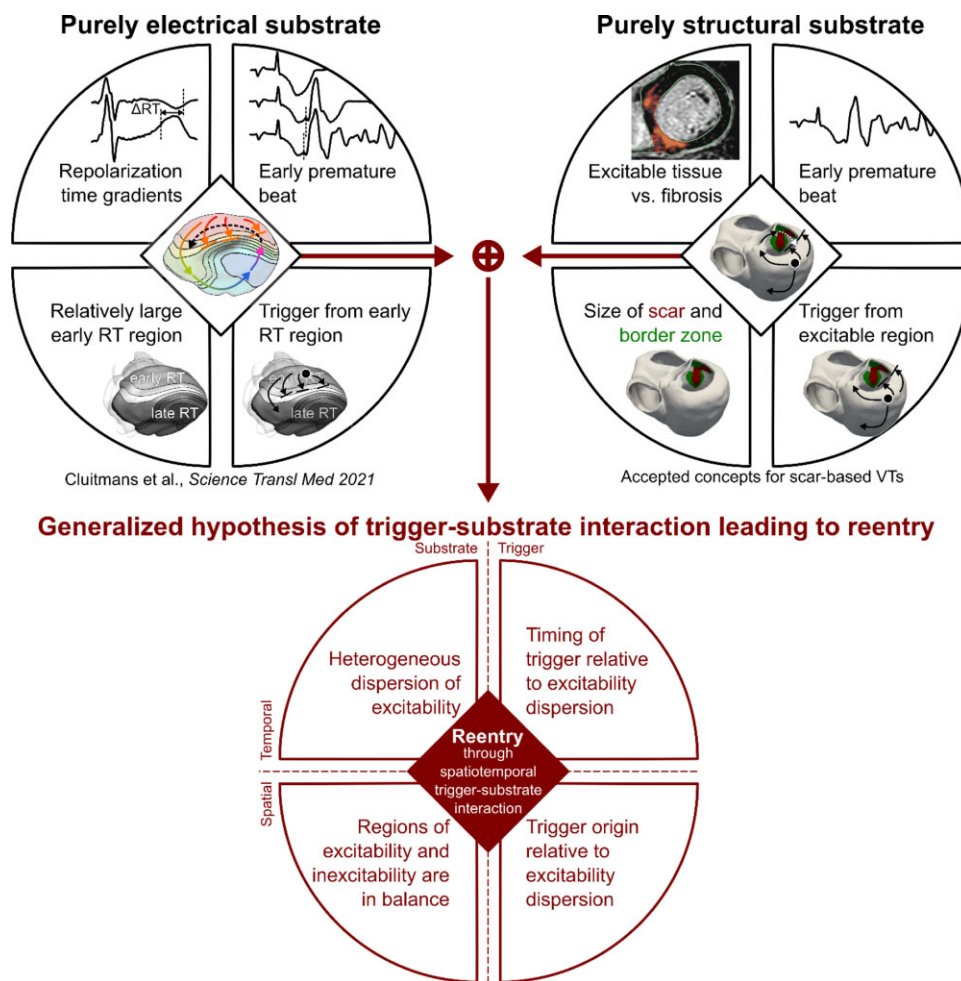 Purely electrical substrate
ΔRT
Repolarization
time gradients
Early premature
beat
Relatively large
early RT region
early RT
late RT
Trigger from early
RT region
late RT
Cluitmans et al., Science Transl Med 2021
Purely structural substrate
Excitable tissue
vs. fibrosis
Early premature
beat
Size of scar and
border zone
Trigger from
excitable region
Accepted concepts for scar-based VTs
Generalized hypothesis of trigger-substrate interaction leading to reentry
Substrate
Trigger
Temporal
Spatial
Heterogeneous
dispersion of
excitability
Timing of
trigger relative
to excitability
dispersion
Reentry
through
spatiotemporal
trigger-substrate
interaction
Regions of
excitability and
inexcitability are
in balance
Trigger origin
relative to
excitability
dispersion